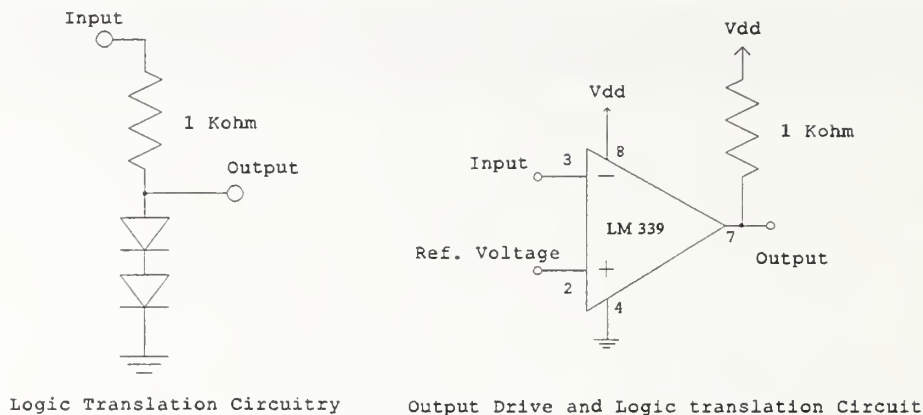 Input
1 Kohm
Output
Logic Translation Circuitry
Vdd
Vdd
1 Kohm
Input
3
8
LM 339
7
Output
Ref. Voltage
2
4
Output Drive and Logic translation Circuit